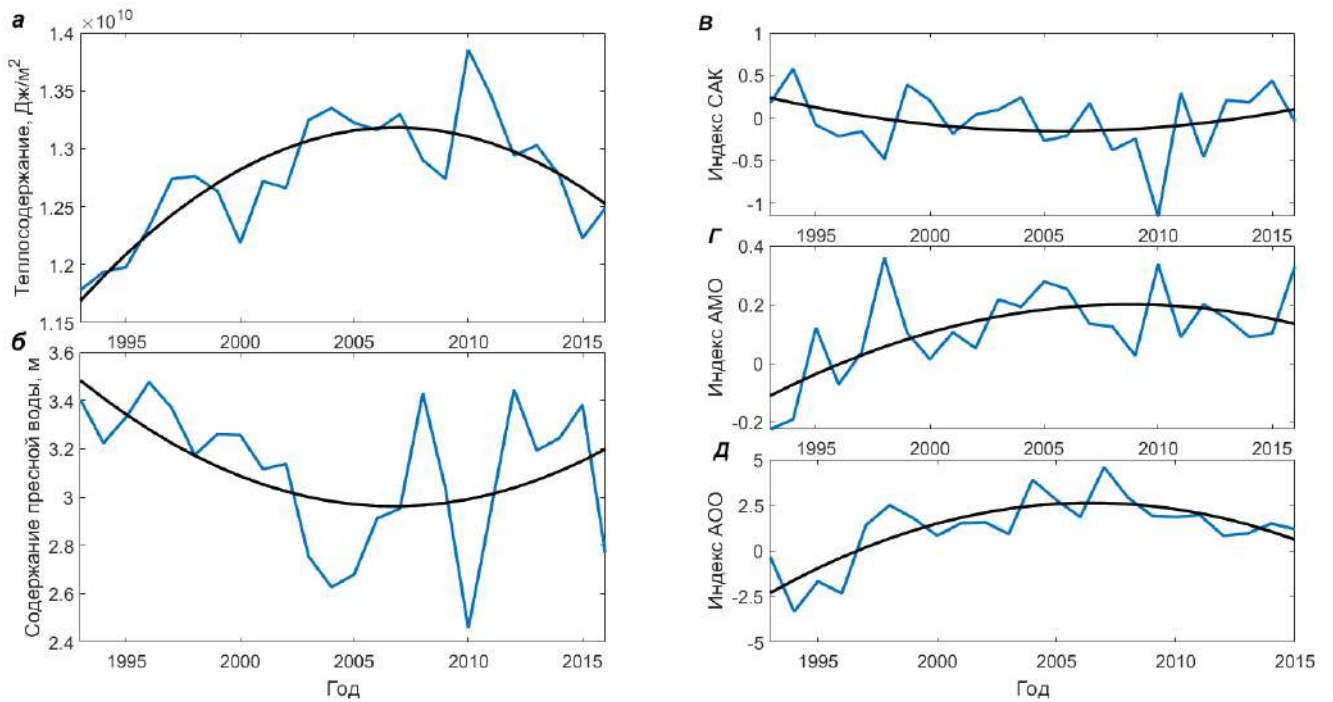 а
×10^10
1.4
1.35
1.3
1.25
1.2
1.15
Теплосодержание, Дж/м²
1995 2000 2005 2010 2015
б
3.6
3.4
3.2
3
2.8
2.6
2.4
Содержание пресной воды, м
1995 2000 2005 2010 2015
Год
В
1
0.5
0
-0.5
-1
Индекс САК
1995 2000 2005 2010 2015
Г
0.4
0.2
0
-0.2
Индекс АМО
1995 2000 2005 2010 2015
Д
5
2.5
0
-2.5
-5
Индекс АОО
1995 2000 2005 2010 2015
Год